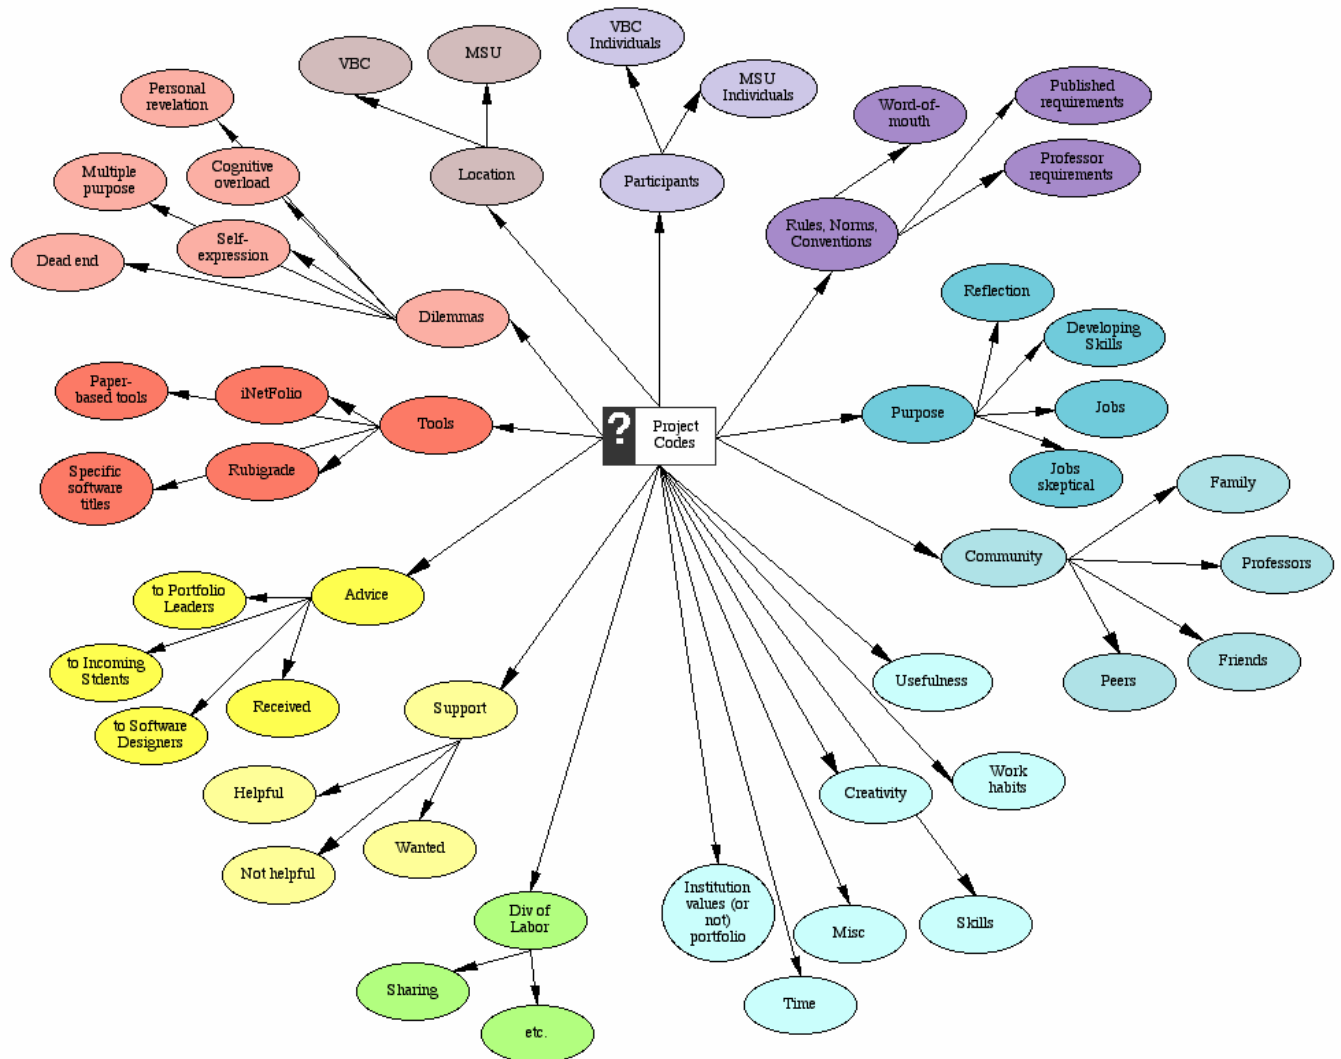 VBC
Individuals
MSU
VBC
Personal
revelation
MSU
Individuals
Published
requirements
Word-of-
mouth
Professor
requirements
Multiple
purpose
Cognitive
overload
Location
Participants
Rules, Norms,
Conventions
Self-
expression
Dead end
Dilemmas
Reflection
Developing
Skills
Paper-
based tools
iNetFolio
Tools
?
Project
Codes
Purpose
Jobs
Specific
software
titles
Rubigrade
Jobs
skeptical
Family
Community
Professors
to Portfolio
Leaders
Advice
to Incoming
Stdents
Received
to Software
Designers
Support
Usefulness
Peers
Friends
Helpful
Not helpful
Wanted
Creativity
Work
habits
Div of
Labor
Institution
values (or
not)
portfolio
Misc
Skills
Sharing
etc.
Time